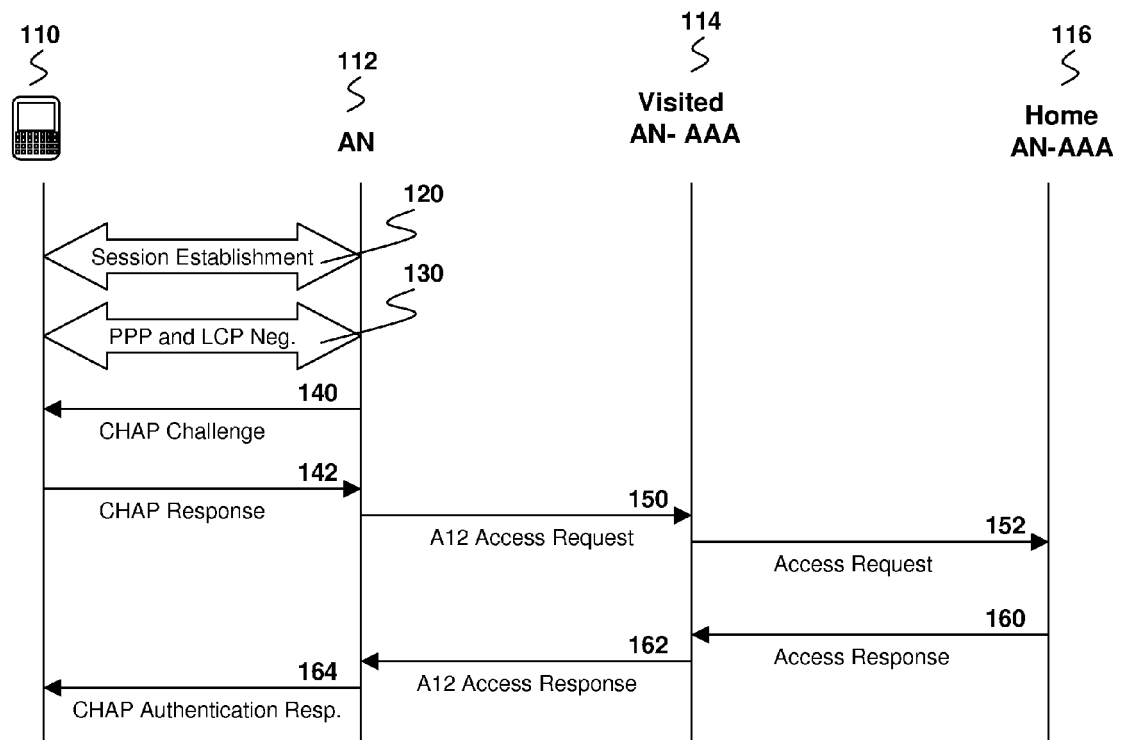 110
112
114
116
Visited
AN- AAA
Home
AN-AAA
AN
120
Session Establishment
130
PPP and LCP Neg.
140
CHAP Challenge
142
CHAP Response
150
A12 Access Request
152
Access Request
160
Access Response
162
A12 Access Response
164
CHAP Authentication Resp.